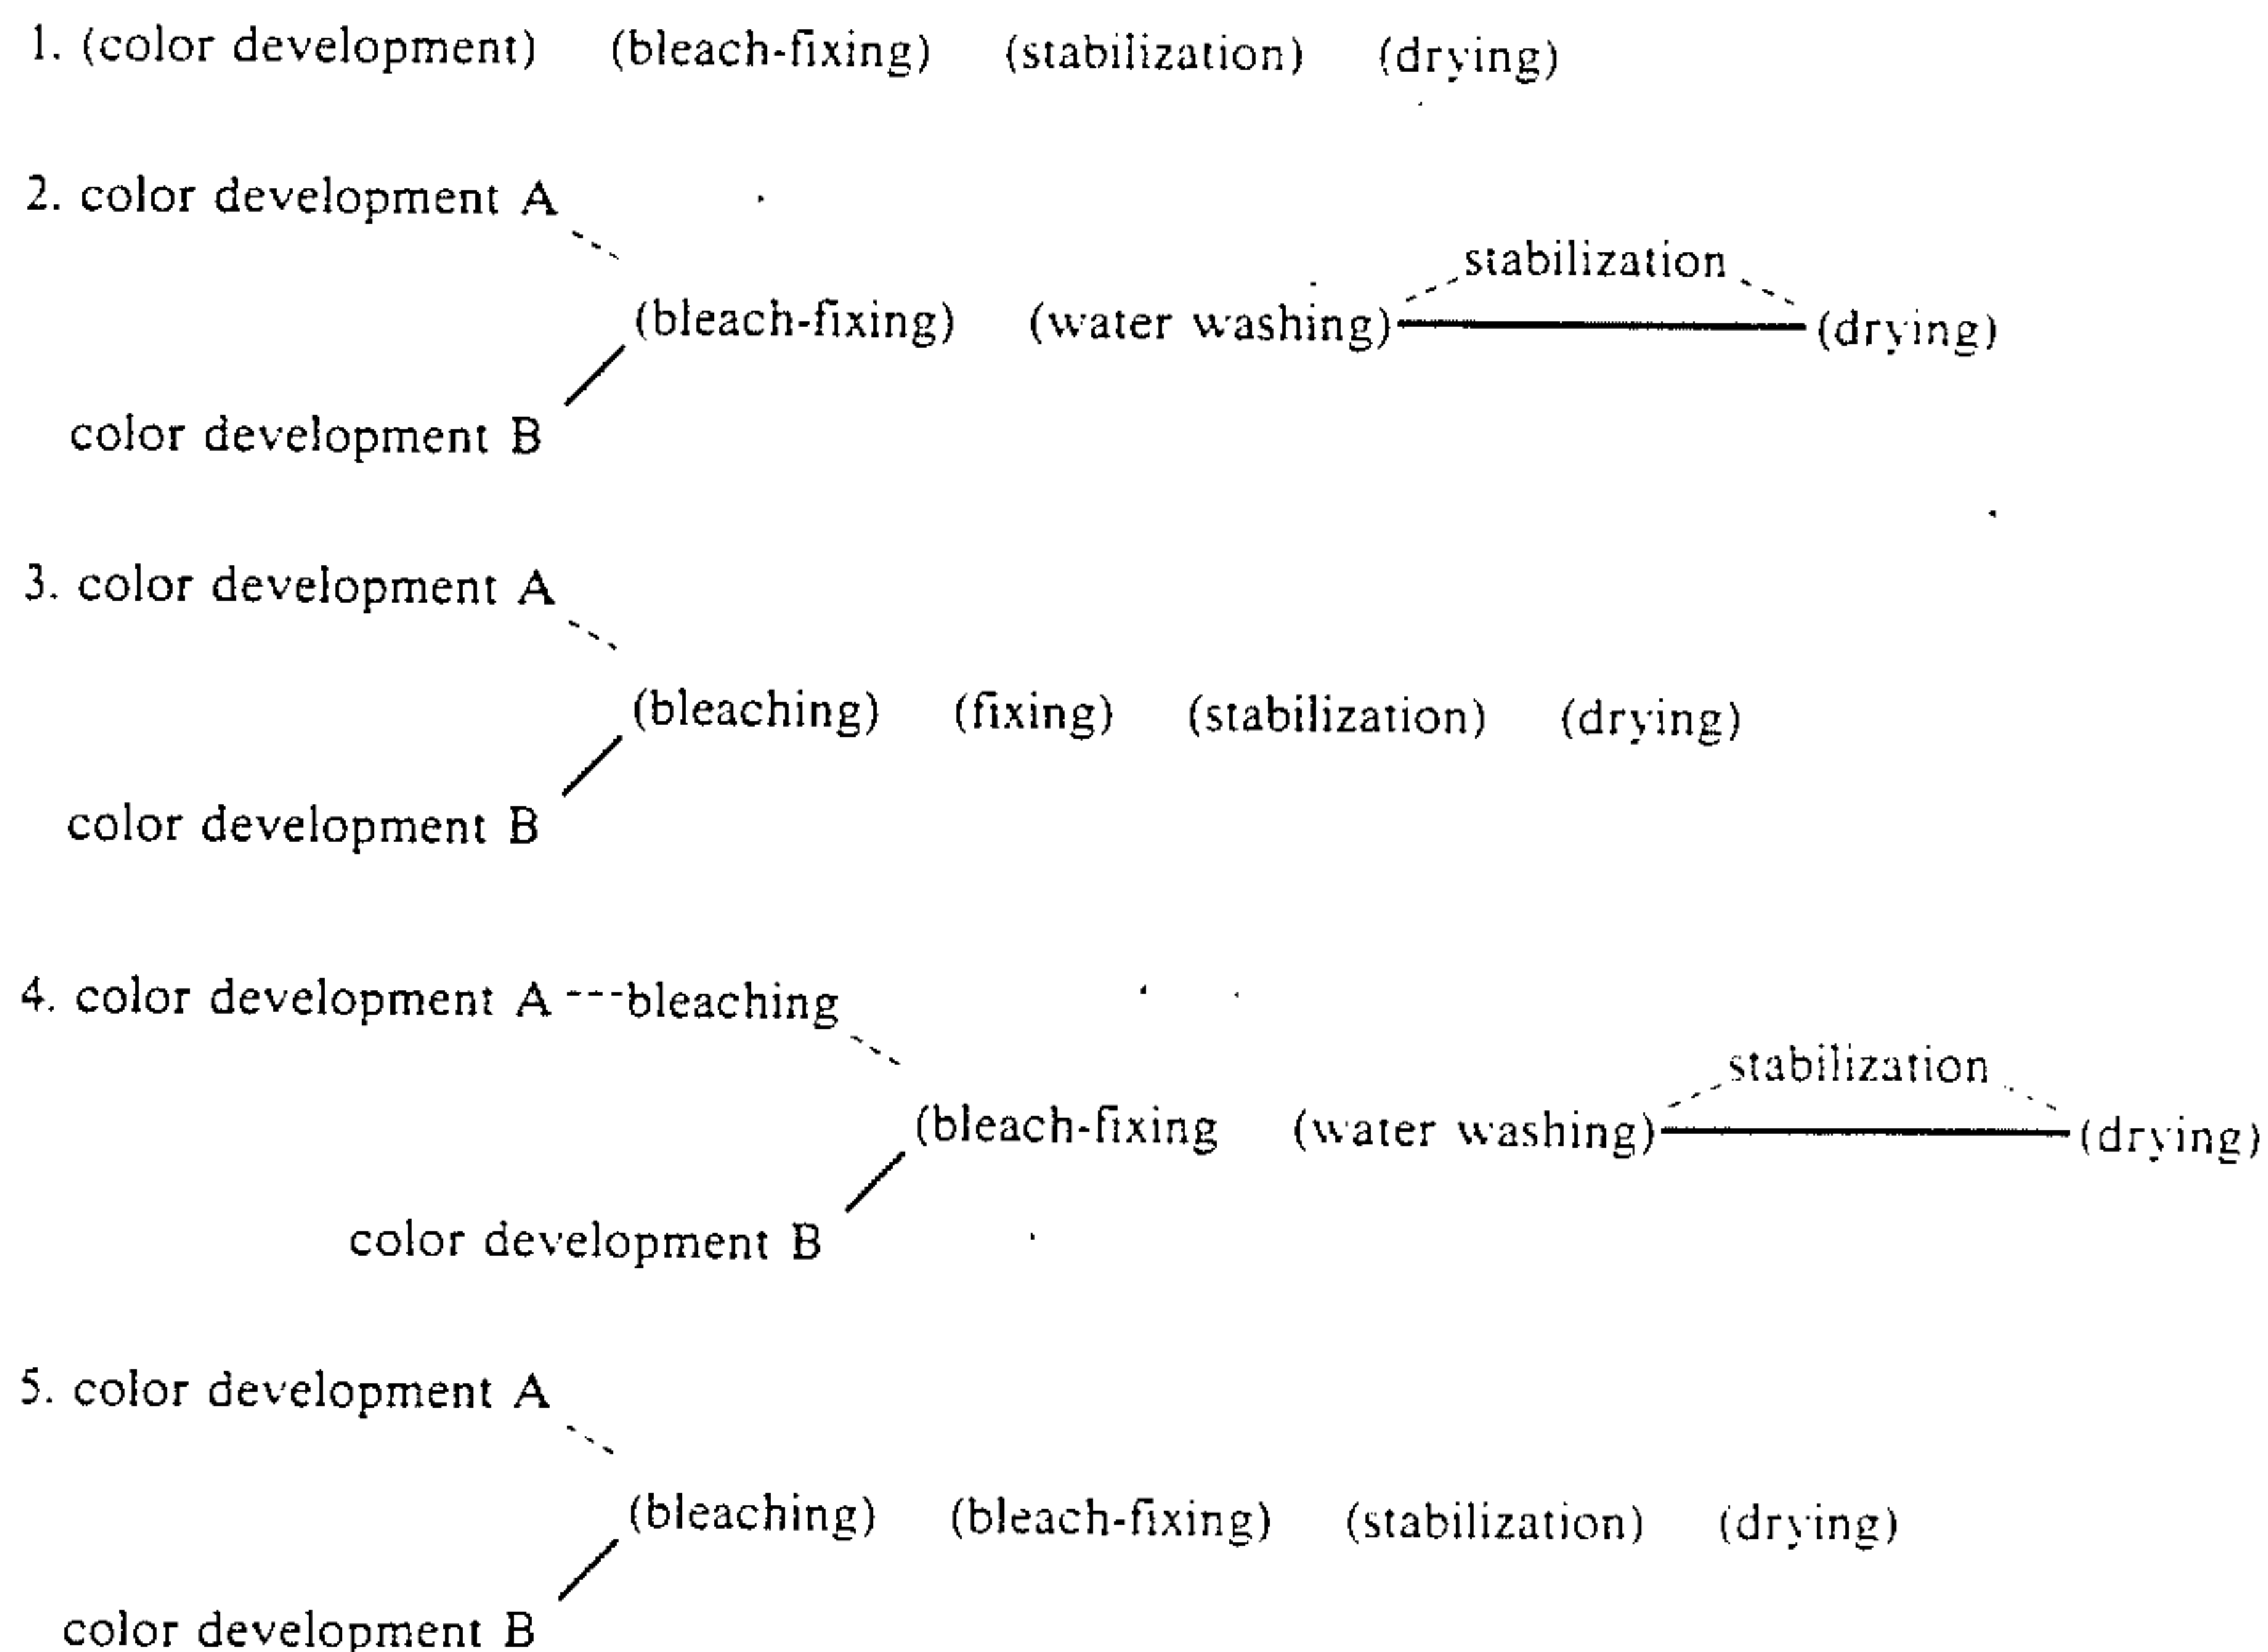 1. (color development) (bleach-fixing) (stabilization) (drying)
2. color development A
stabilization
(bleach-fixing) (water washing) (drying)
color development B
3. color development A
(bleaching) (fixing) (stabilization) (drying)
color development B
4. color development A ---bleaching
stabilization
(bleach-fixing (water washing) (drying)
color development B
5. color development A
(bleaching) (bleach-fixing) (stabilization) (drying)
color development B